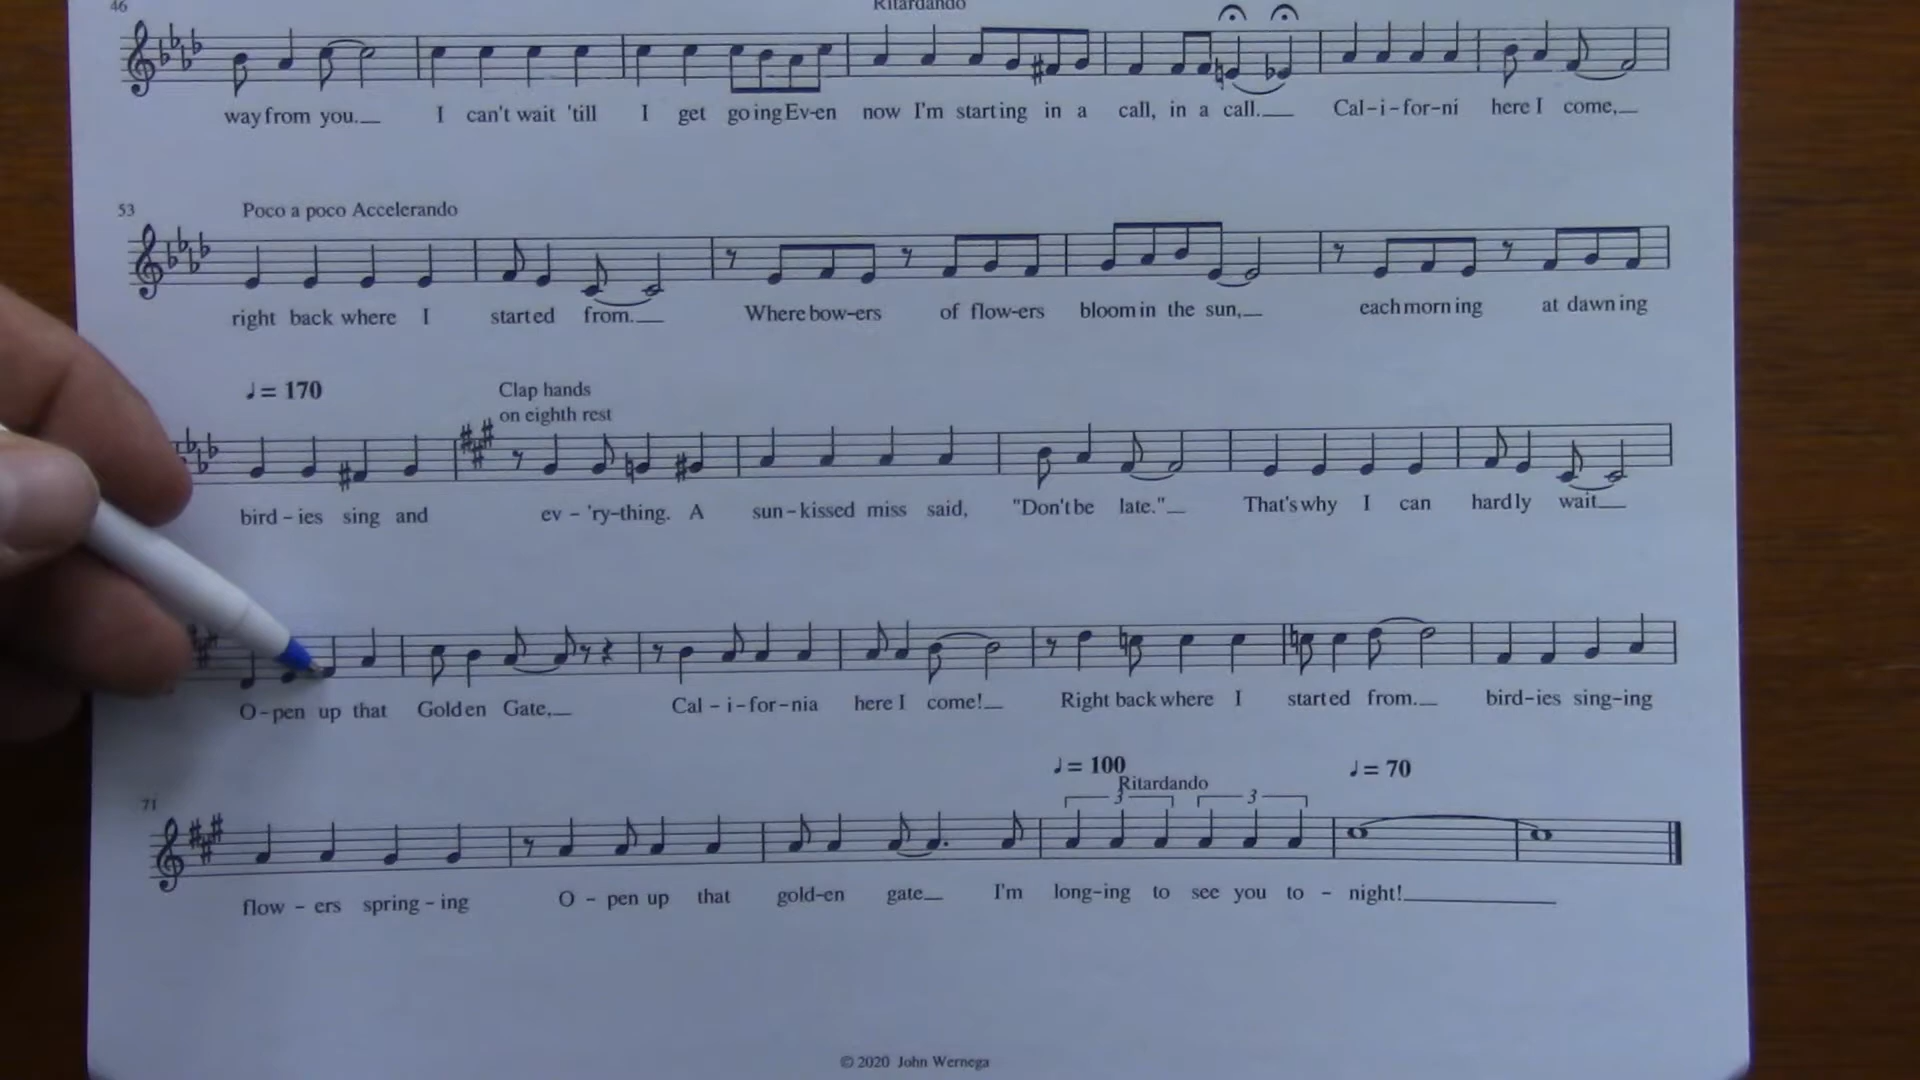 46
Ritardando
way from you.
I can't wait 'till I get going Ev-en now I'm starting in a call, in a call. Cal-i-for-ni here I come,
53
Poco a poco Accelerando
right back where I started from. Where bow-ers of flow-ers bloom in the sun, each morning at dawning
♩= 170
Clap hands
on eighth rest
bird-ies sing and ev-'ry-thing. A sun-kissed miss said, "Don't be late." That's why I can hardly wait
O-pen up that Golden Gate, Cal-i-for-nia here I come! Right back where I started from. bird-ies sing-ing
71
♩= 100
Ritardando
3
3
♩= 70
flow-ers spring-ing O-pen up that gold-en gate I'm long-ing to see you to-night!
© 2020 John Wernega